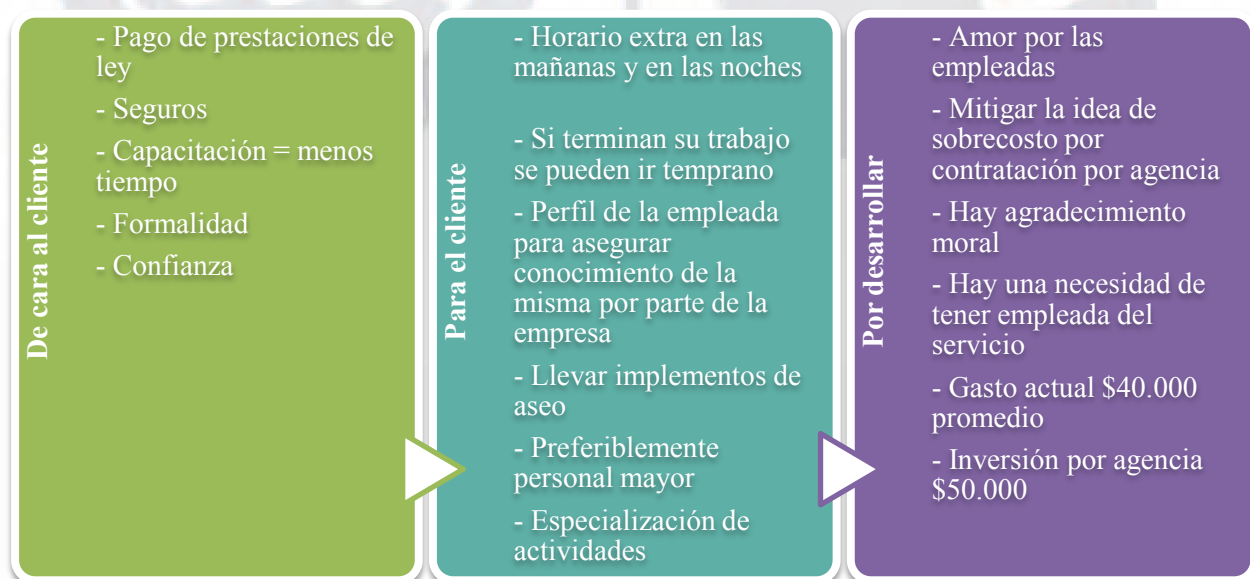 De cara al cliente
- Pago de prestaciones de
ley
- Seguros
- Capacitación = menos
tiempo
- Formalidad
- Confianza
Para el cliente
- Horario extra en las
mañanas y en las noches
- Si terminan su trabajo
se pueden ir temprano
- Perfil de la empleada
para asegurar
conocimiento de la
misma por parte de la
empresa
- Llevar implementos de
aseo
- Preferiblemente
personal mayor
- Especialización de
actividades
Por desarrollar
- Amor por las
empleadas
- Mitigar la idea de
sobrecosto por
contratación por agencia
- Hay agradecimiento
moral
- Hay una necesidad de
tener empleada del
servicio
- Gasto actual $40.000
promedio
- Inversión por agencia
$50.000